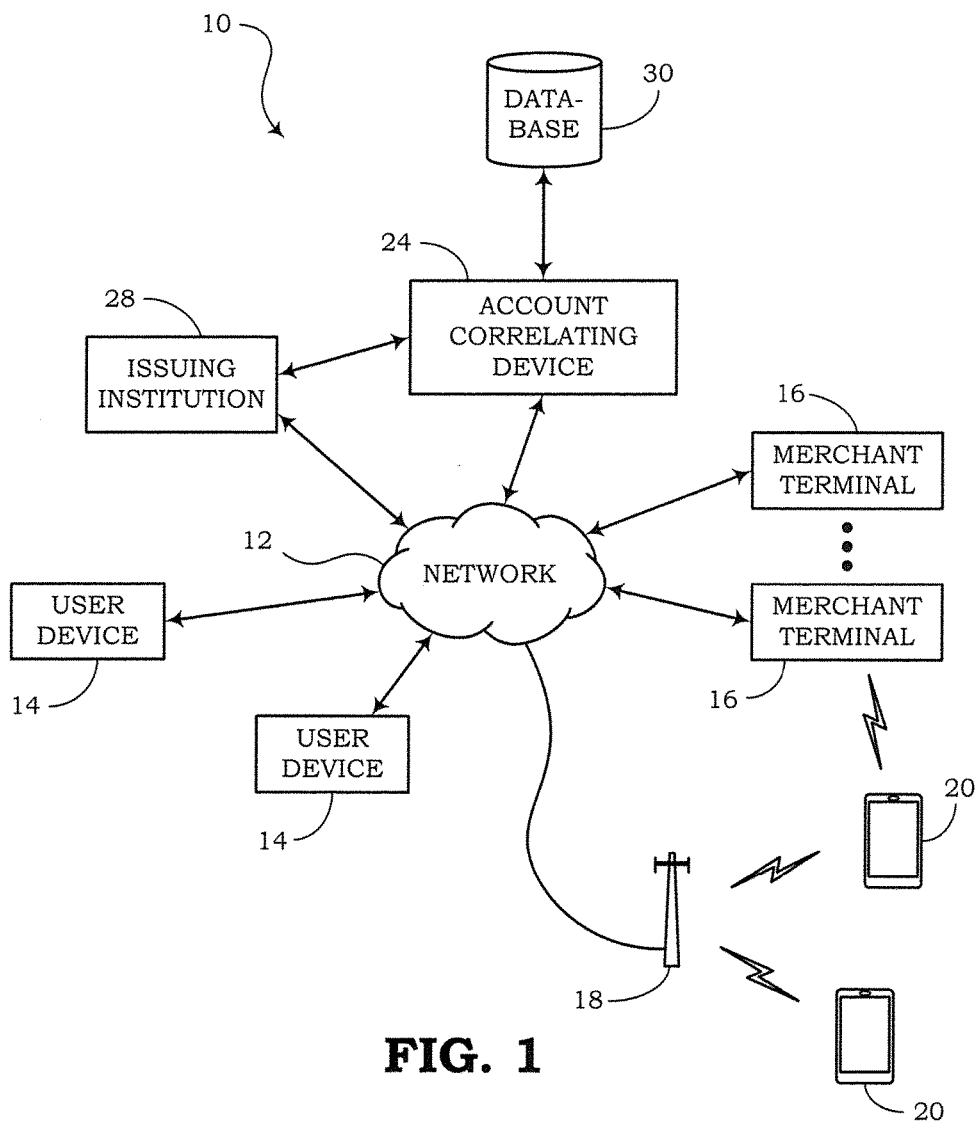 10
DATA-
BASE
30
24
ACCOUNT
CORRELATING
DEVICE
28
ISSUING
INSTITUTION
16
MERCHANT
TERMINAL
12
NETWORK
USER
DEVICE
14
MERCHANT
TERMINAL
16
USER
DEVICE
14
20
18
20
FIG. 1